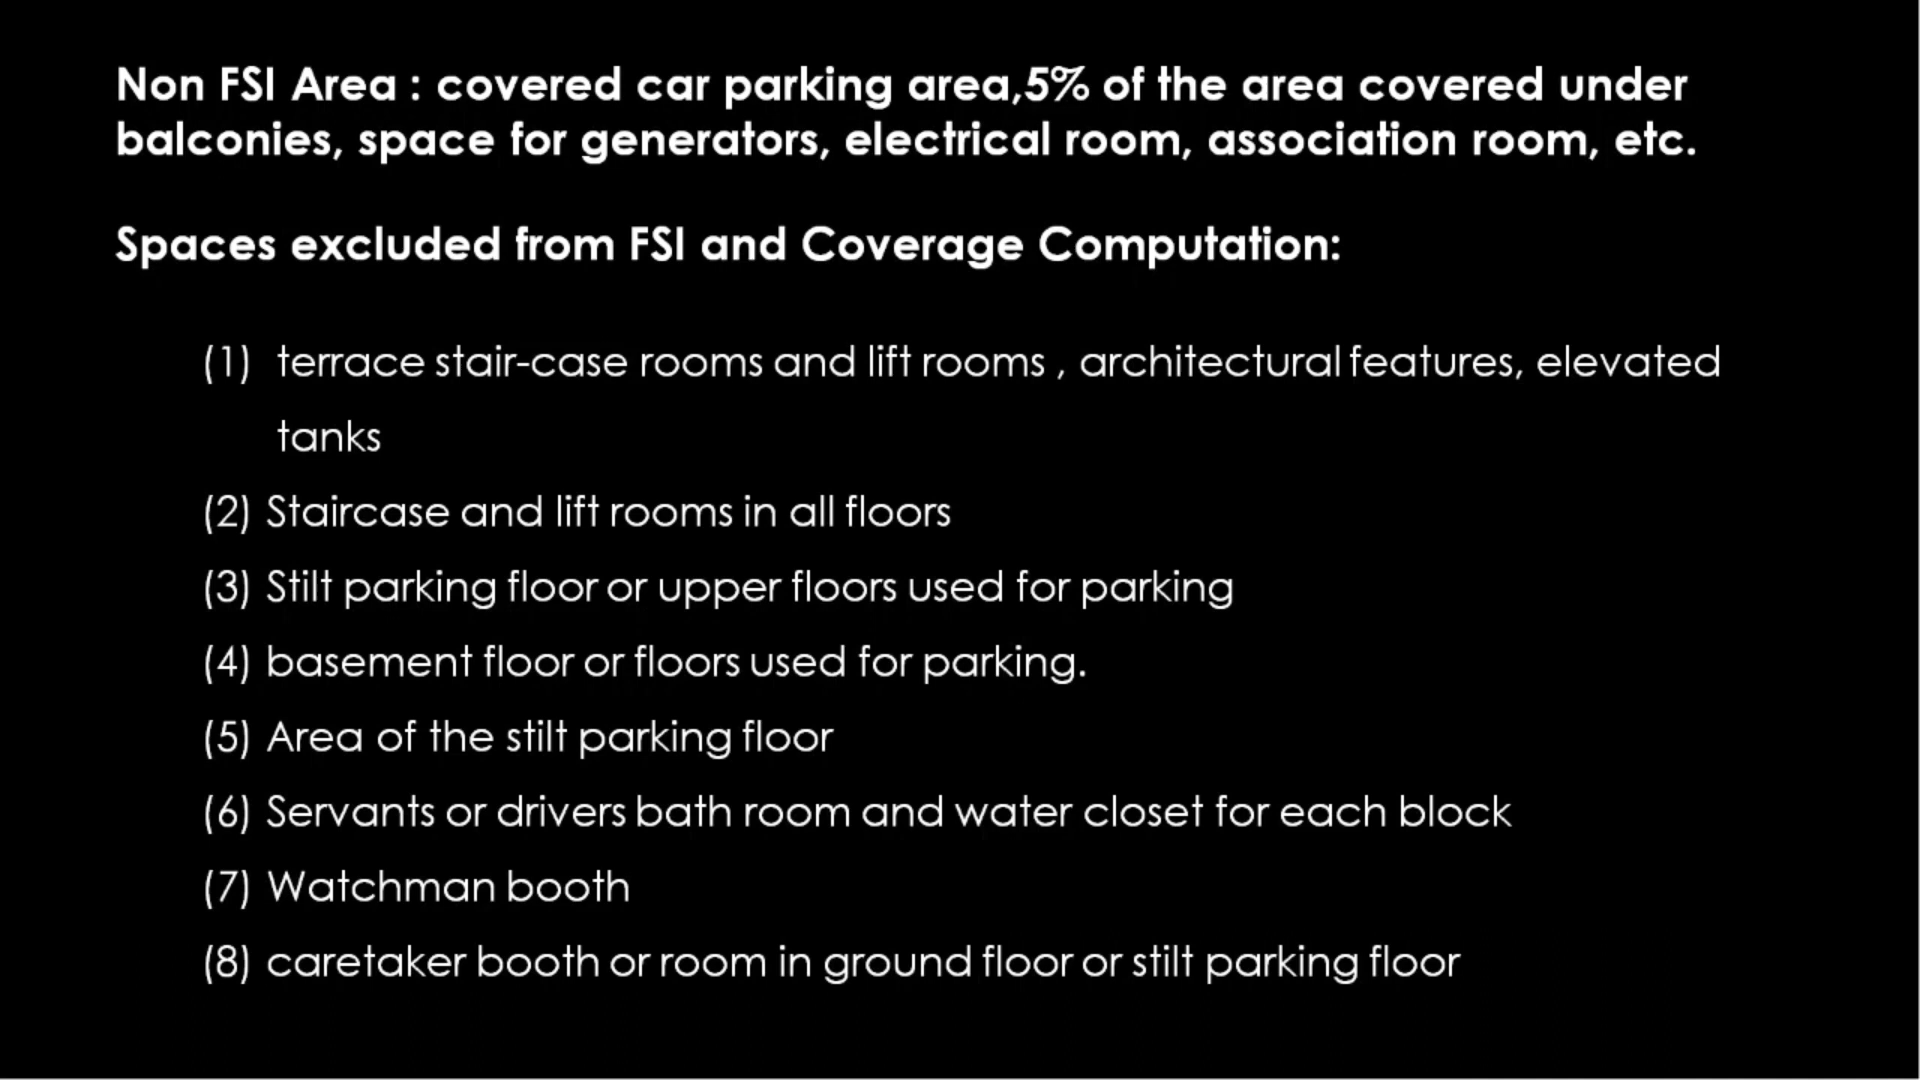 Non FSI Area : covered car parking area,5% of the area covered under
balconies, space for generators, electrical room, association room, etc.
Spaces excluded from FSI and Coverage Computation:
(1) terrace stair-case rooms and lift rooms , architectural features, elevated
tanks
(2) Staircase and lift rooms in all floors
(3) Stilt parking floor or upper floors used for parking
(4) basement floor or floors used for parking.
(5) Area of the stilt parking floor
(6) Servants or drivers bath room and water closet for each block
(7) Watchman booth
(8) caretaker booth or room in ground floor or stilt parking floor